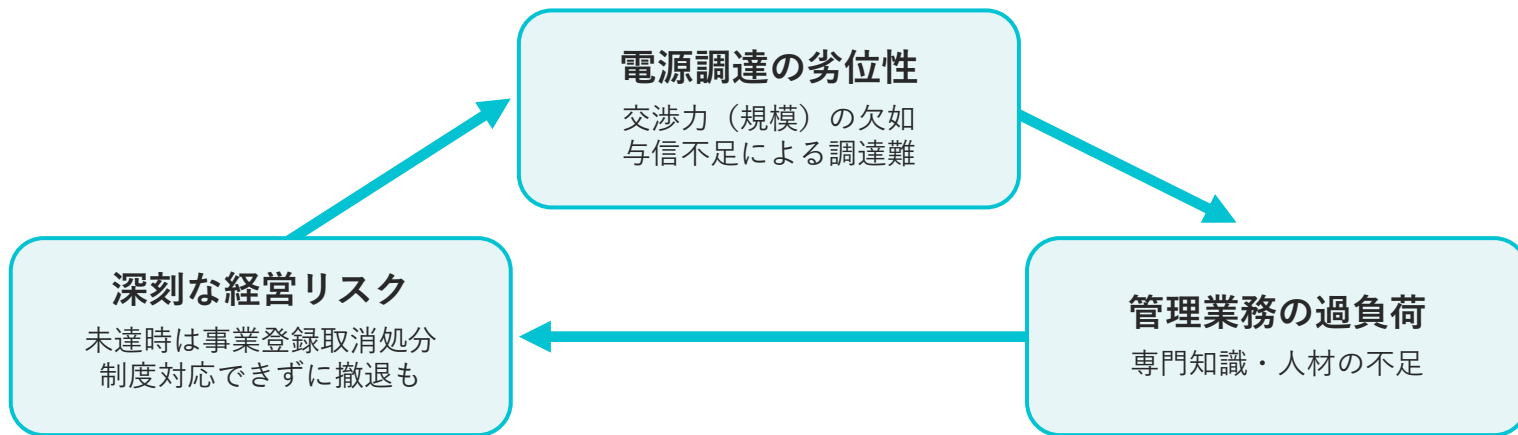 電源調達の劣位性
交渉力（規模）の欠如
与信不足による調達難
深刻な経営リスク
未達時は事業登録取消処分
制度対応できずに撤退も
管理業務の過負荷
専門知識・人材の不足